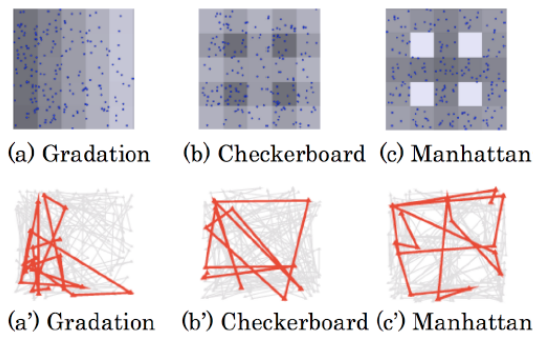 (a) Gradation (b) Checkerboard (c) Manhattan
(a') Gradation (b') Checkerboard (c') Manhattan